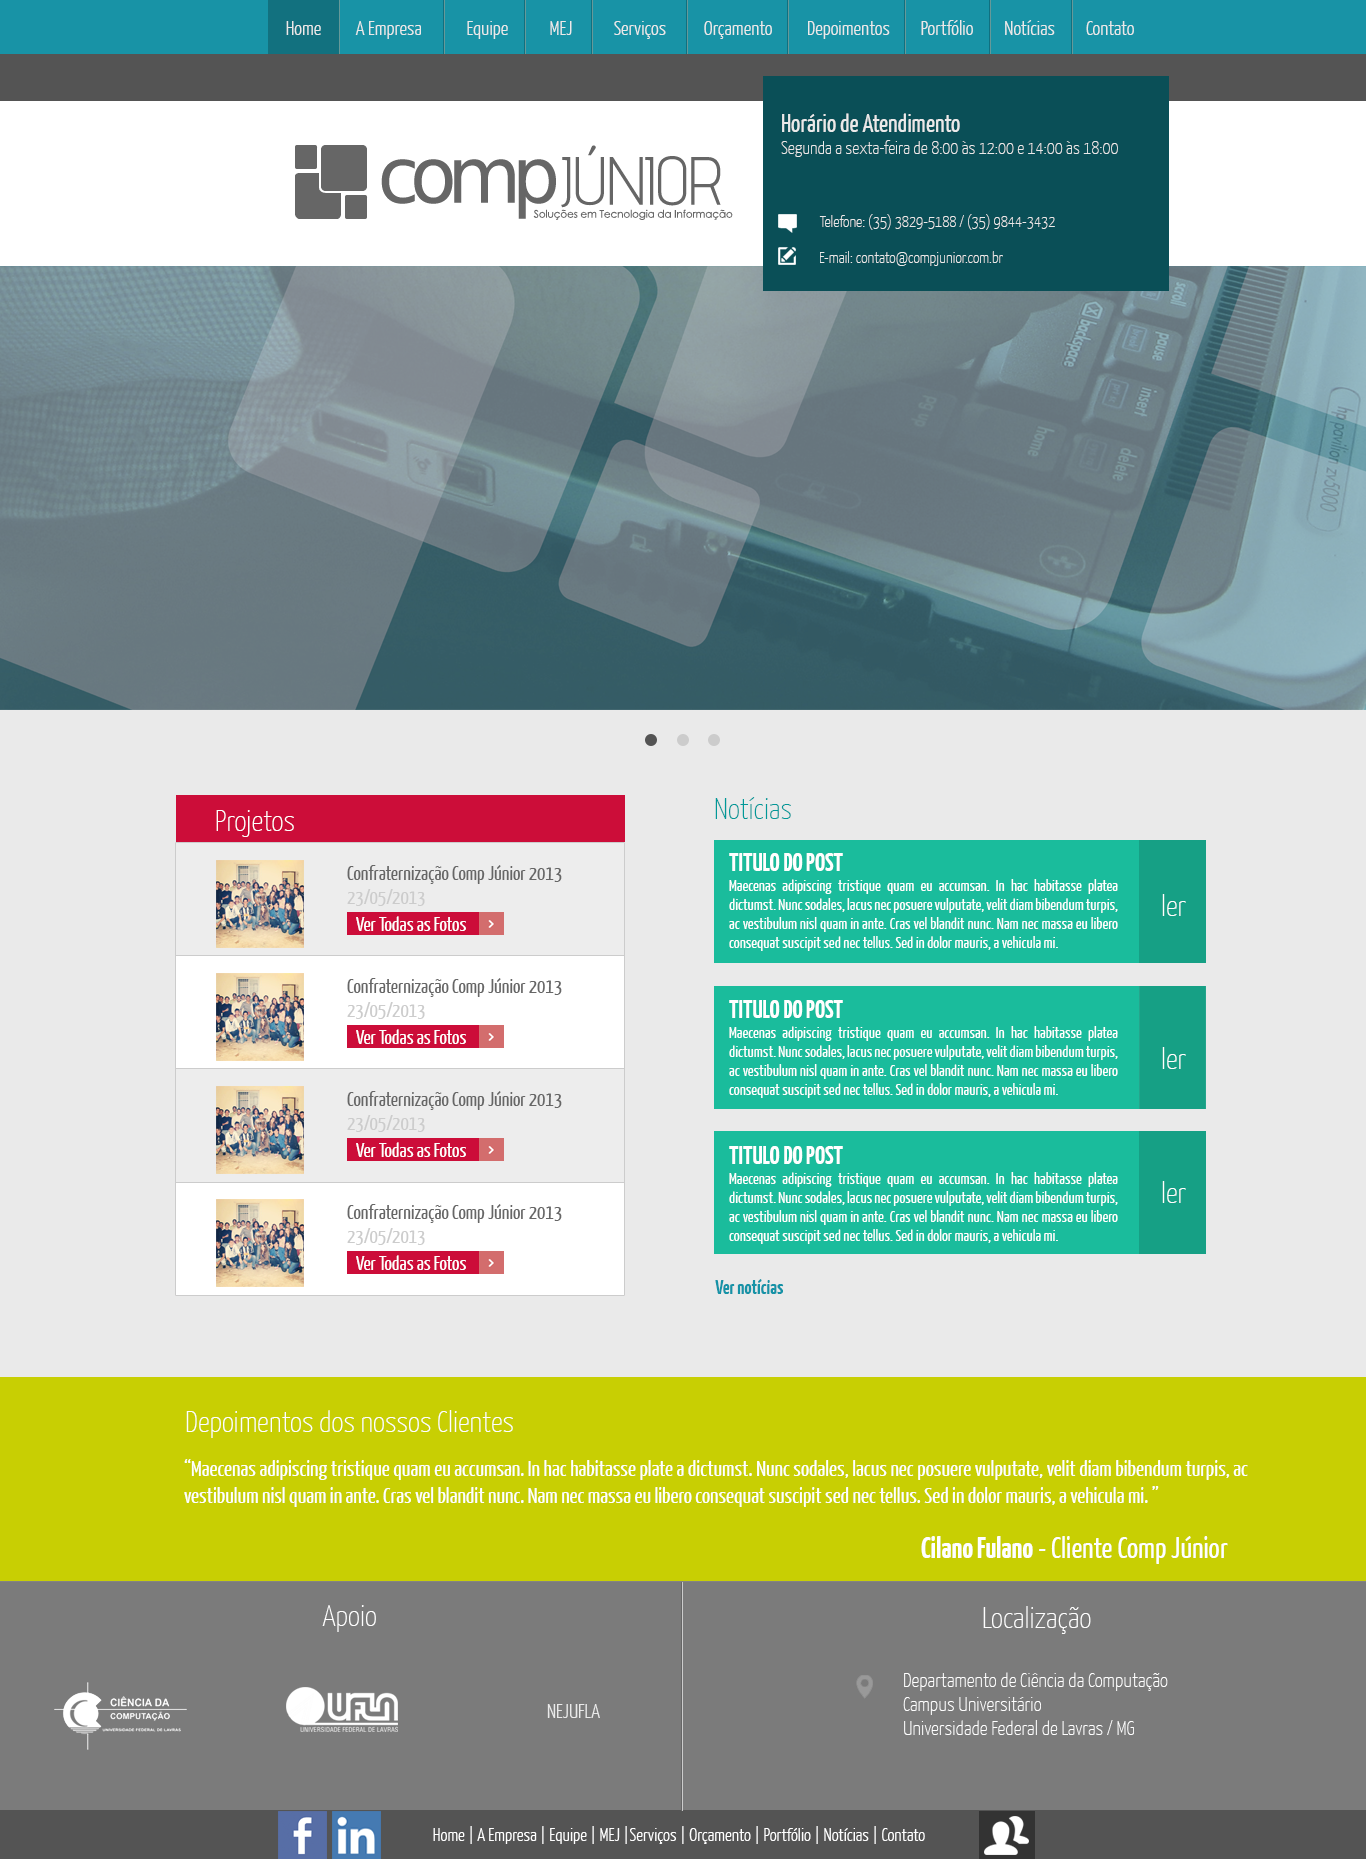 Home A Empresa Equipe MEJ Serviços Orçamento Depoimentos Portfólio Notícias Contato
Horário de Atendimento
Segunda a sexta-feira de 8:00 às 12:00 e 14:00 às 18:00
compJÚNIOR
Soluções em Tecnologia da Informação
Telefone: (35) 3829-5188 / (35) 9844-3432
E-mail: contato@compjunior.com.br
scroll
backspace
pause
insert
pg up
home
delete
hp pavilion zv5000
Projetos
Confraternização Comp Júnior 2013
23/05/2013
Ver Todas as Fotos >
Confraternização Comp Júnior 2013
23/05/2013
Ver Todas as Fotos >
Confraternização Comp Júnior 2013
23/05/2013
Ver Todas as Fotos >
Confraternização Comp Júnior 2013
23/05/2013
Ver Todas as Fotos >
Notícias
TITULO DO POST
Maecenas adipiscing tristique quam eu accumsan. In hac habitasse platea
dictumst. Nunc sodales, lacus nec posuere vulputate, velit diam bibendum turpis,
ac vestibulum nisl quam in ante. Cras vel blandit nunc. Nam nec massa eu libero
consequat suscipit sed nec tellus. Sed in dolor mauris, a vehicula mi.
ler
TITULO DO POST
Maecenas adipiscing tristique quam eu accumsan. In hac habitasse platea
dictumst. Nunc sodales, lacus nec posuere vulputate, velit diam bibendum turpis,
ac vestibulum nisl quam in ante. Cras vel blandit nunc. Nam nec massa eu libero
consequat suscipit sed nec tellus. Sed in dolor mauris, a vehicula mi.
ler
TITULO DO POST
Maecenas adipiscing tristique quam eu accumsan. In hac habitasse platea
dictumst. Nunc sodales, lacus nec posuere vulputate, velit diam bibendum turpis,
ac vestibulum nisl quam in ante. Cras vel blandit nunc. Nam nec massa eu libero
consequat suscipit sed nec tellus. Sed in dolor mauris, a vehicula mi.
ler
Ver notícias
Depoimentos dos nossos Clientes
“Maecenas adipiscing tristique quam eu accumsan. In hac habitasse plate a dictumst. Nunc sodales, lacus nec posuere vulputate, velit diam bibendum turpis, ac
vestibulum nisl quam in ante. Cras vel blandit nunc. Nam nec massa eu libero consequat suscipit sed nec tellus. Sed in dolor mauris, a vehicula mi. ”
Cilano Fulano - Cliente Comp Júnior
Apoio
CIÊNCIA DA
COMPUTAÇÃO
UNIVERSIDADE FEDERAL DE LAVRAS
UFLA
UNIVERSIDADE FEDERAL DE LAVRAS
NEJUFLA
Localização
Departamento de Ciência da Computação
Campus Universitário
Universidade Federal de Lavras / MG
f in
Home | A Empresa | Equipe | MEJ |Serviços | Orçamento | Portfólio | Notícias | Contato